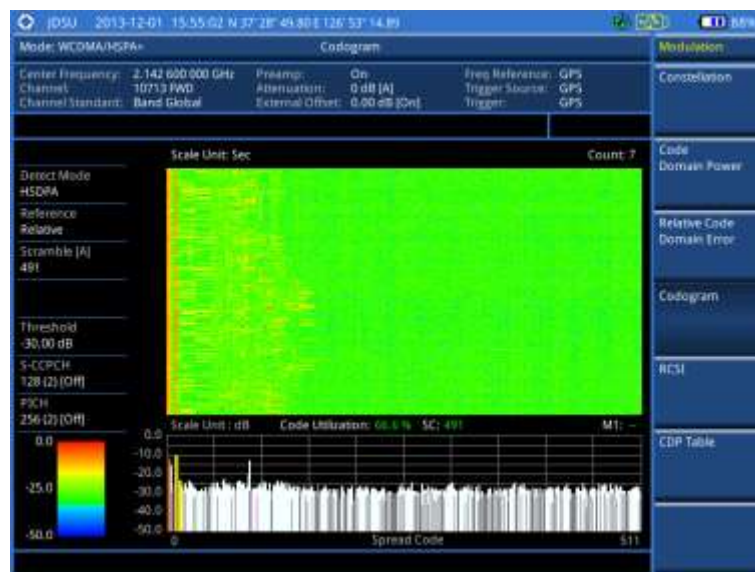 JDSU 2013-12-01 15:55:02 N 37° 28' 49.80 E 126° 53' 14.89
Mode: WCDMA/HSPA+ Codogram
Modulation
Center Frequency: 2.142 600 000 GHz Preamp: On Freq Reference: GPS
Channel: 10713 FWD Attenuation: 0 dB [A] Trigger Source: GPS
Channel Standard: Band Global External Offset: 0.00 dB [On] Trigger: GPS
Constellation
Code Domain Power
Relative Code Domain Error
Codogram
RCSI
CDP Table
Scale Unit: Sec Count: 7
Detect Mode
HSDPA
Reference
Relative
Scramble [A]
491
Threshold
-30.00 dB
S-CCPCH
128 (2) [Off]
PICH
256 (2) [Off]
Scale Unit : dB Code Utilization: SC: 491 M1: --
0.0
-25.0
-50.0
0.0
-10.0
-20.0
-30.0
-40.0
-50.0
0 Spread Code 511